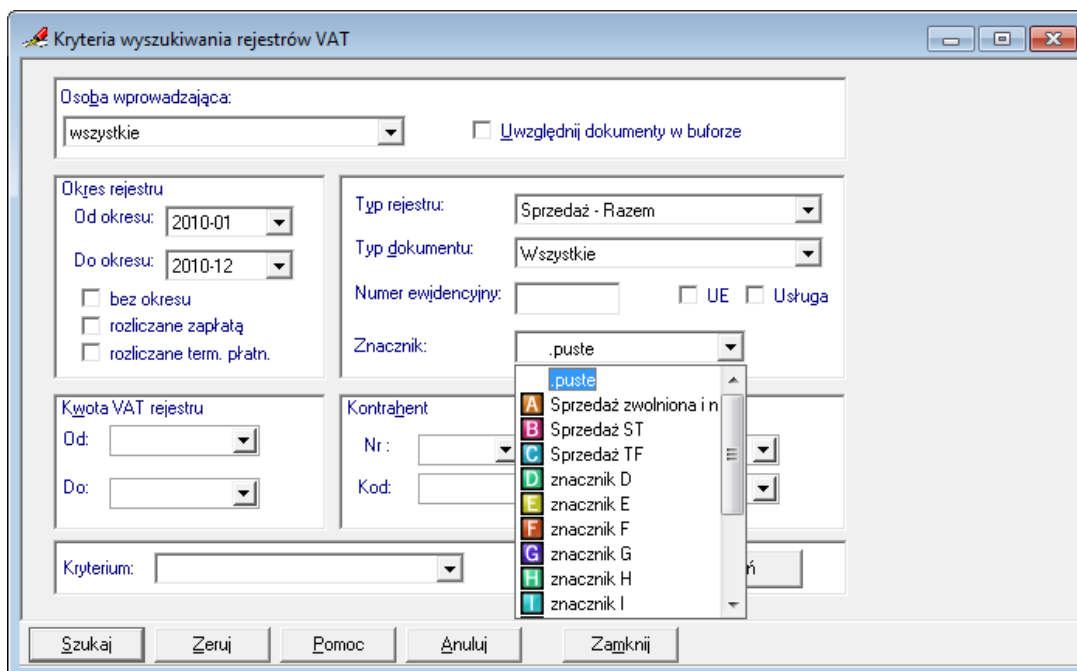 Kryteria wyszukiwania rejestrów VAT
Osoba wprowadzająca:
wszystkie
Uwzględnij dokumenty w buforze
Okres rejestru
Od okresu: 2010-01
Do okresu: 2010-12
bez okresu
rozliczane zapłatą
rozliczane term. płatn.
Typ rejestru: Sprzedaż - Razem
Typ dokumentu: Wszystkie
Numer ewidencyjny: UE Usługa
Znacznik: .puste
.puste
A Sprzedaż zwolniona i n
B Sprzedaż ST
C Sprzedaż TF
D znacznik D
E znacznik E
F znacznik F
G znacznik G
H znacznik H
I znacznik I
Kwota VAT rejestru
Od:
Do:
Kontrahent
Nr :
Kod:
Kryterium:
ń
Szukaj Zeruj Pomoc Anuluj Zamknij